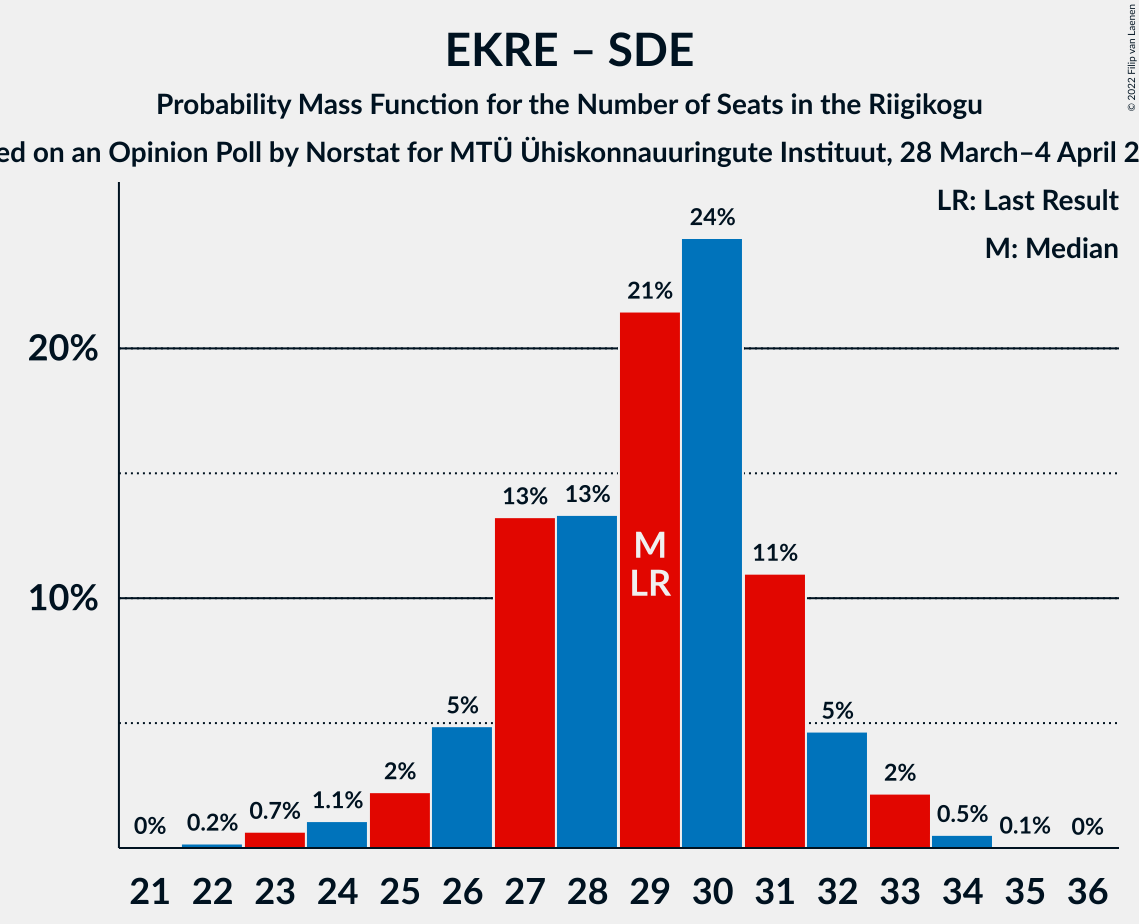 EKRE – SDE
Probability Mass Function for the Number of Seats in the Riigikogu
on an Opinion Poll by Norstat for MTÜ Ühiskonnauuringute Instituut, 28 March–4 April
© 2022 Filip van Laenen
LR: Last Result
M: Median
20%
10%
0%
0.2%
0.7%
1.1%
2%
5%
13%
13%
21%
24%
11%
5%
2%
0.5%
0.1%
0%
M
LR
21 22 23 24 25 26 27 28 29 30 31 32 33 34 35 36